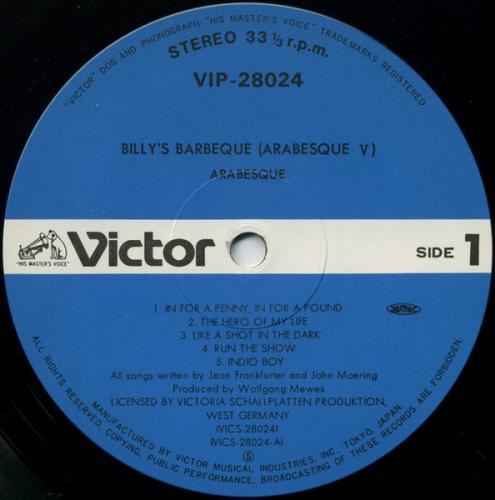 "VICTOR" DOG AND PHONOGRAPH "HIS MASTER'S VOICE" TRADEMARKS REGISTERED
STEREO 33 1/3 r.p.m.
VIP-28024
BILLY'S BARBEQUE (ARABESQUE V)
ARABESQUE
"HIS MASTER'S VOICE"
Victor
SIDE 1
1. IN FOR A PENNY, IN FOR A POUND
2. THE HERO OF MY LIFE
3. LIKE A SHOT IN THE DARK
4. RUN THE SHOW
5. INDIO BOY
All songs written by Jean Frankfurter and John Moering
Produced by Wolfgang Mewes
LICENSED BY VICTORIA SCHALLPLATTEN PRODUKTION,
WEST GERMANY
(VICS-28024)
(VICS-28024-A)
Ⓢ
MANUFACTURED BY VICTOR MUSICAL INDUSTRIES, INC. TOKYO, JAPAN.
ALL RIGHTS RESERVED. COPYING, PUBLIC PERFORMANCE, BROADCASTING OF THESE RECORDS ARE FORBIDDEN.